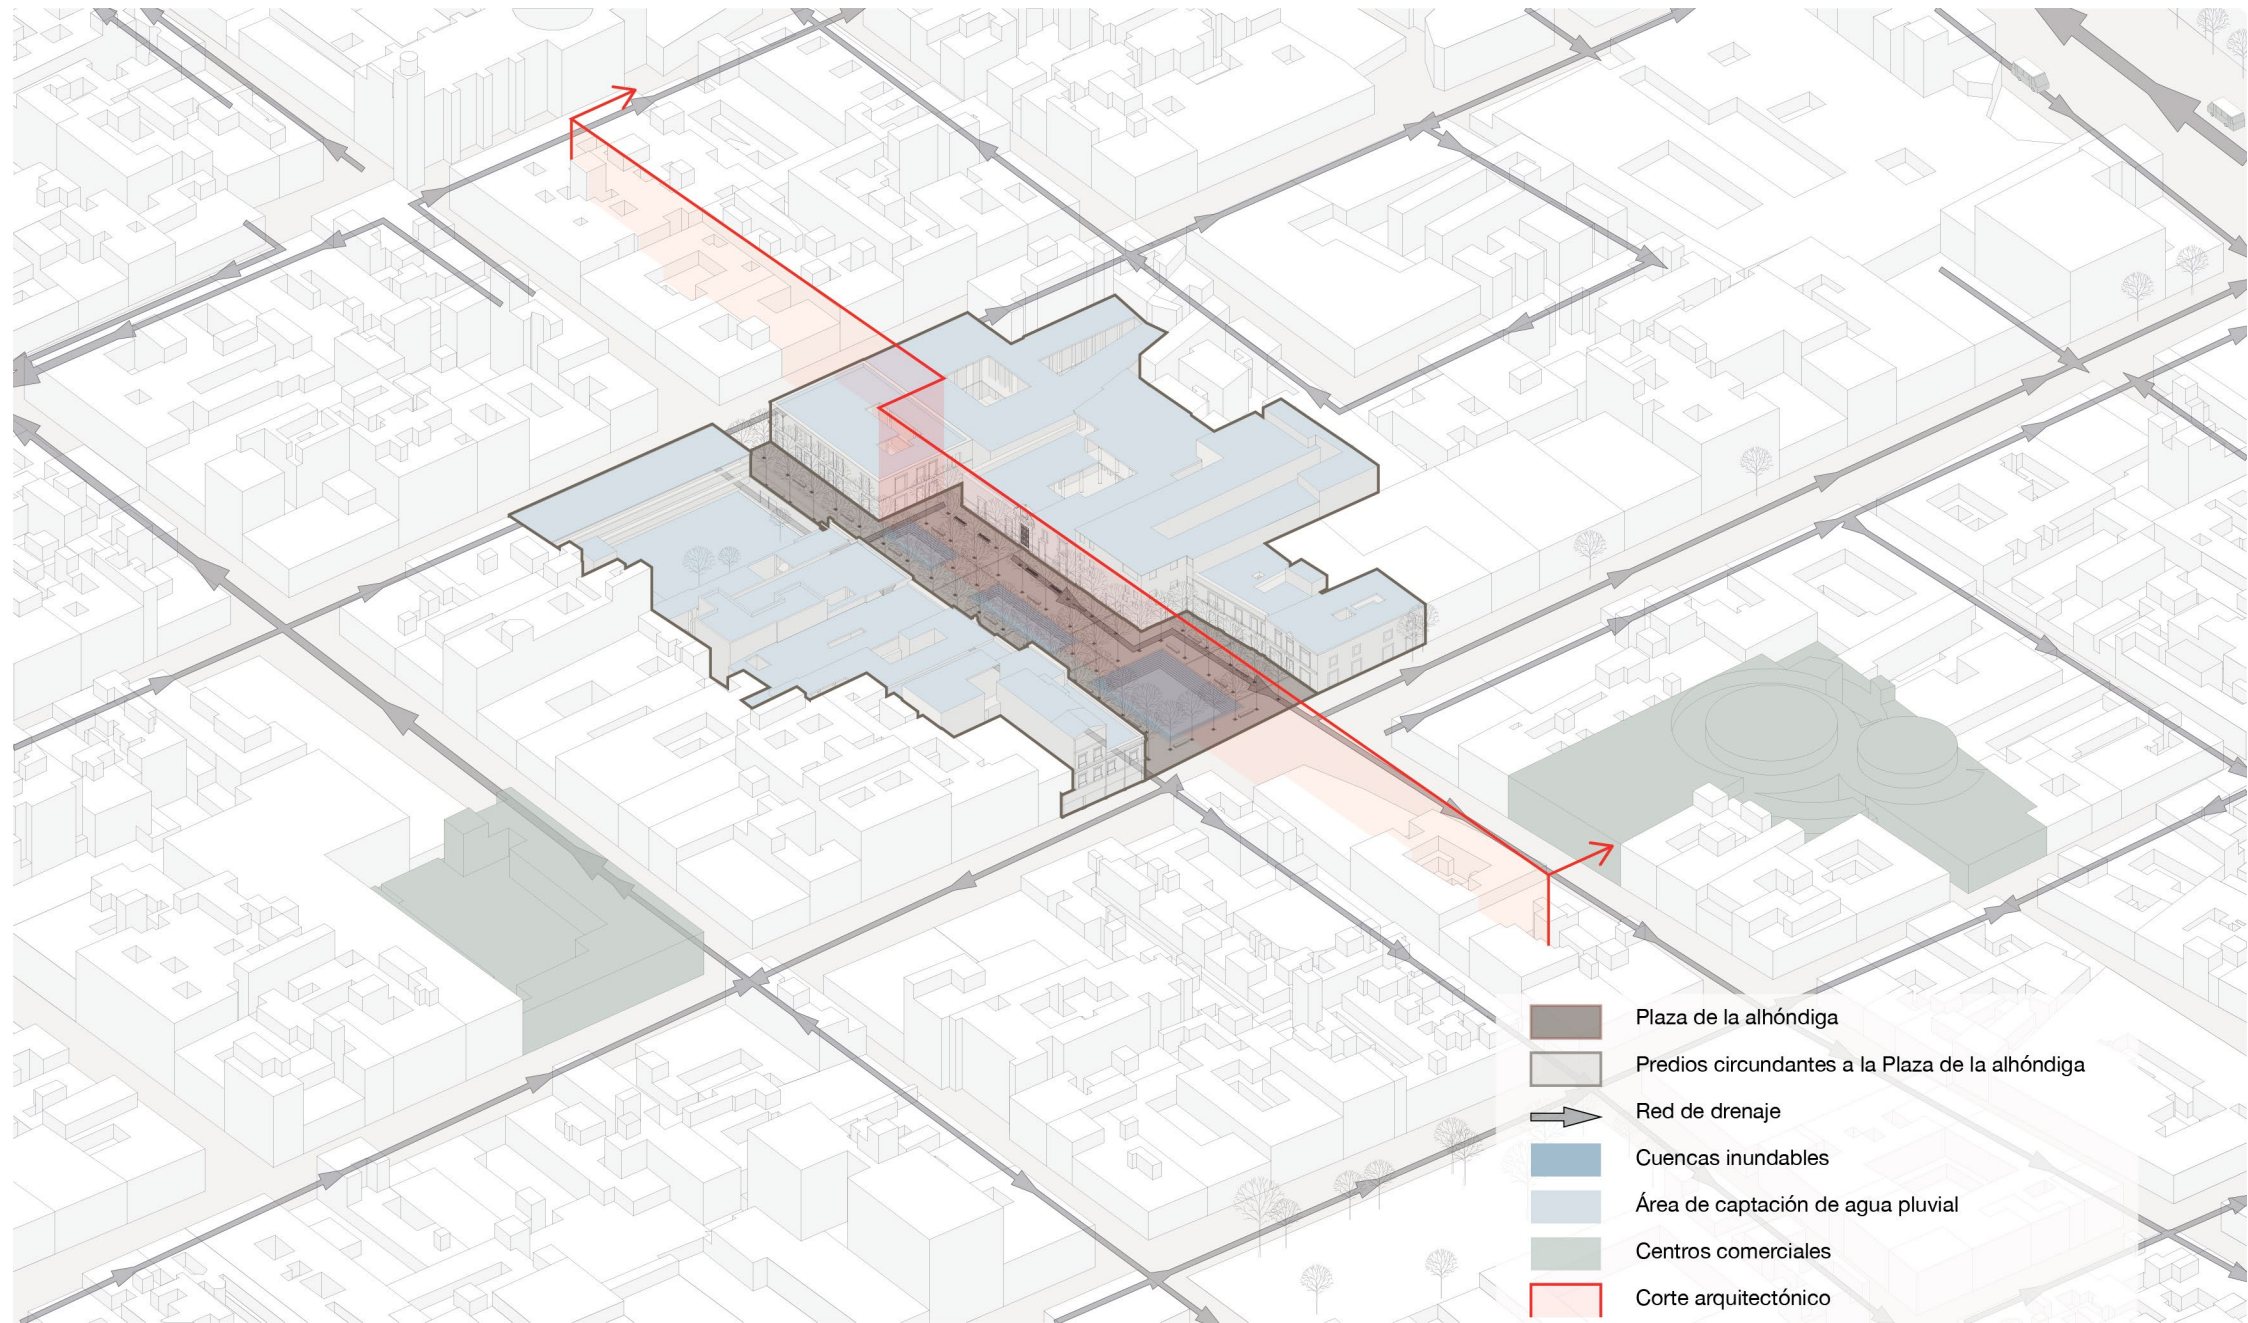 Plaza de la alhóndiga
Predios circundantes a la Plaza de la alhóndiga
Red de drenaje
Cuencas inundables
Área de captación de agua pluvial
Centros comerciales
Corte arquitectónico